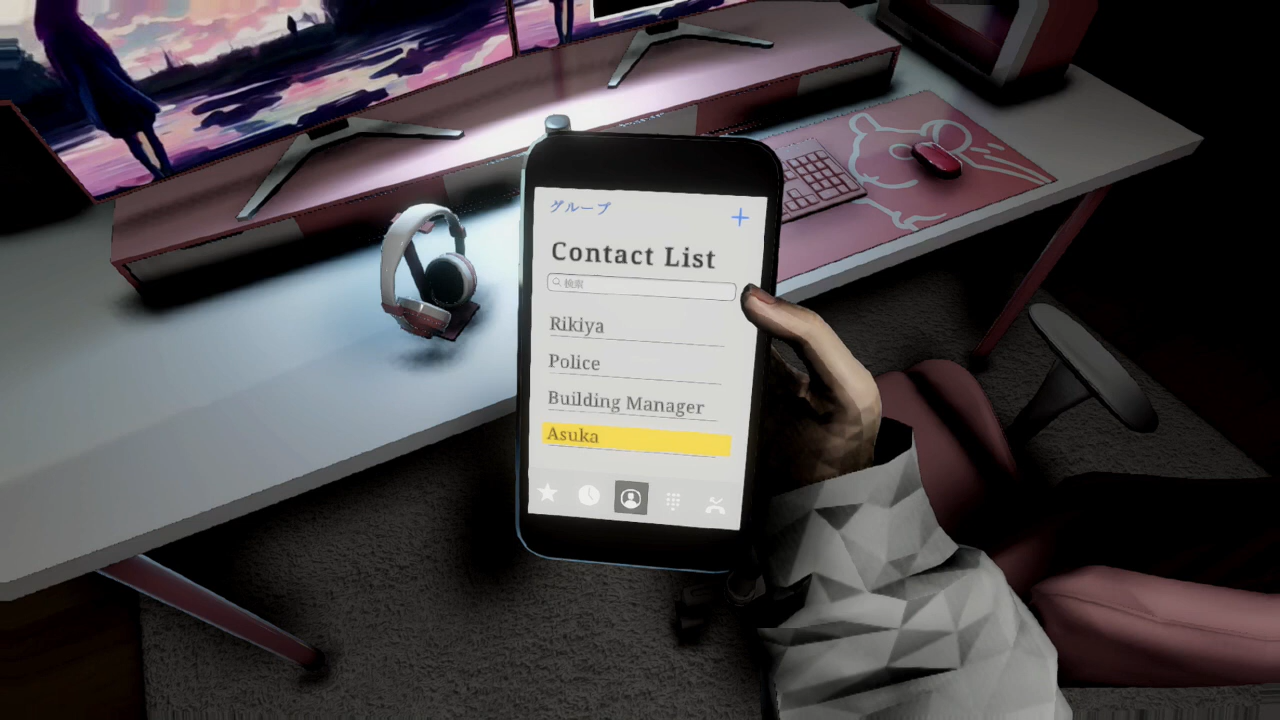 グループ
Contact List
検索
Rikiya
Police
Building Manager
Asuka